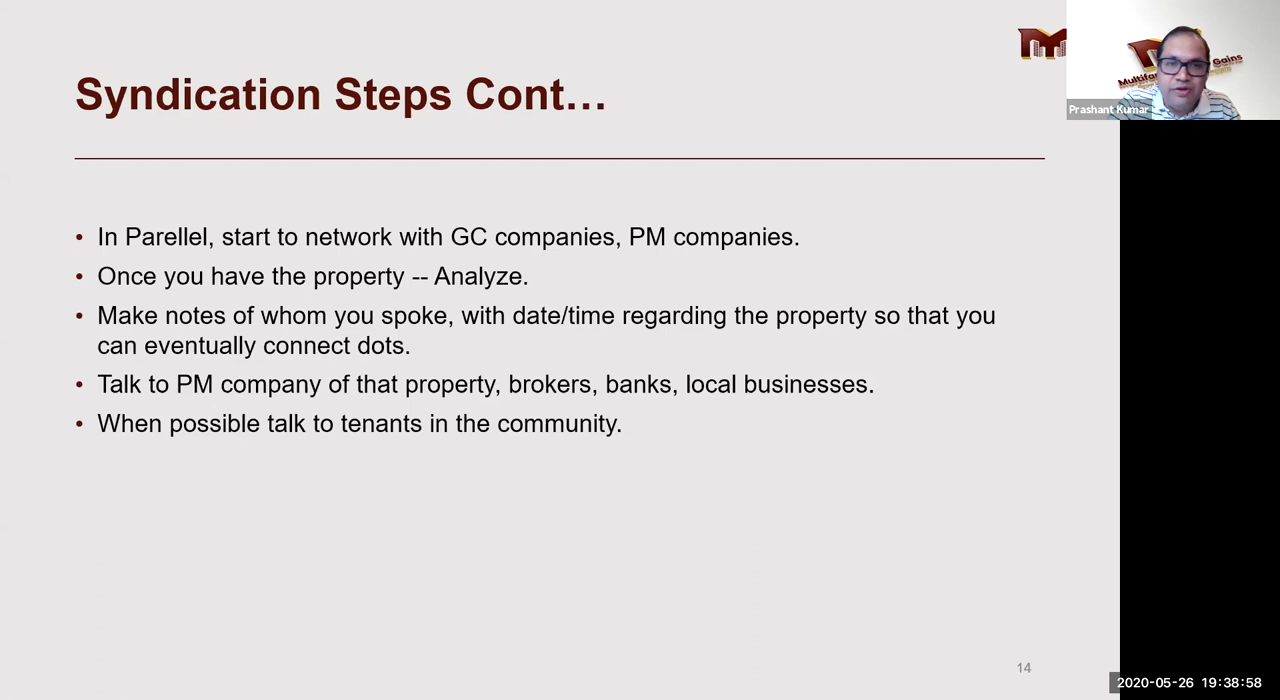 Syndication Steps Cont…
• In Parellel, start to network with GC companies, PM companies.
• Once you have the property -- Analyze.
• Make notes of whom you spoke, with date/time regarding the property so that you
can eventually connect dots.
• Talk to PM company of that property, brokers, banks, local businesses.
• When possible talk to tenants in the community.
14
Gains
Multifa
Prashant Kumar
2020-05-26 19:38:58